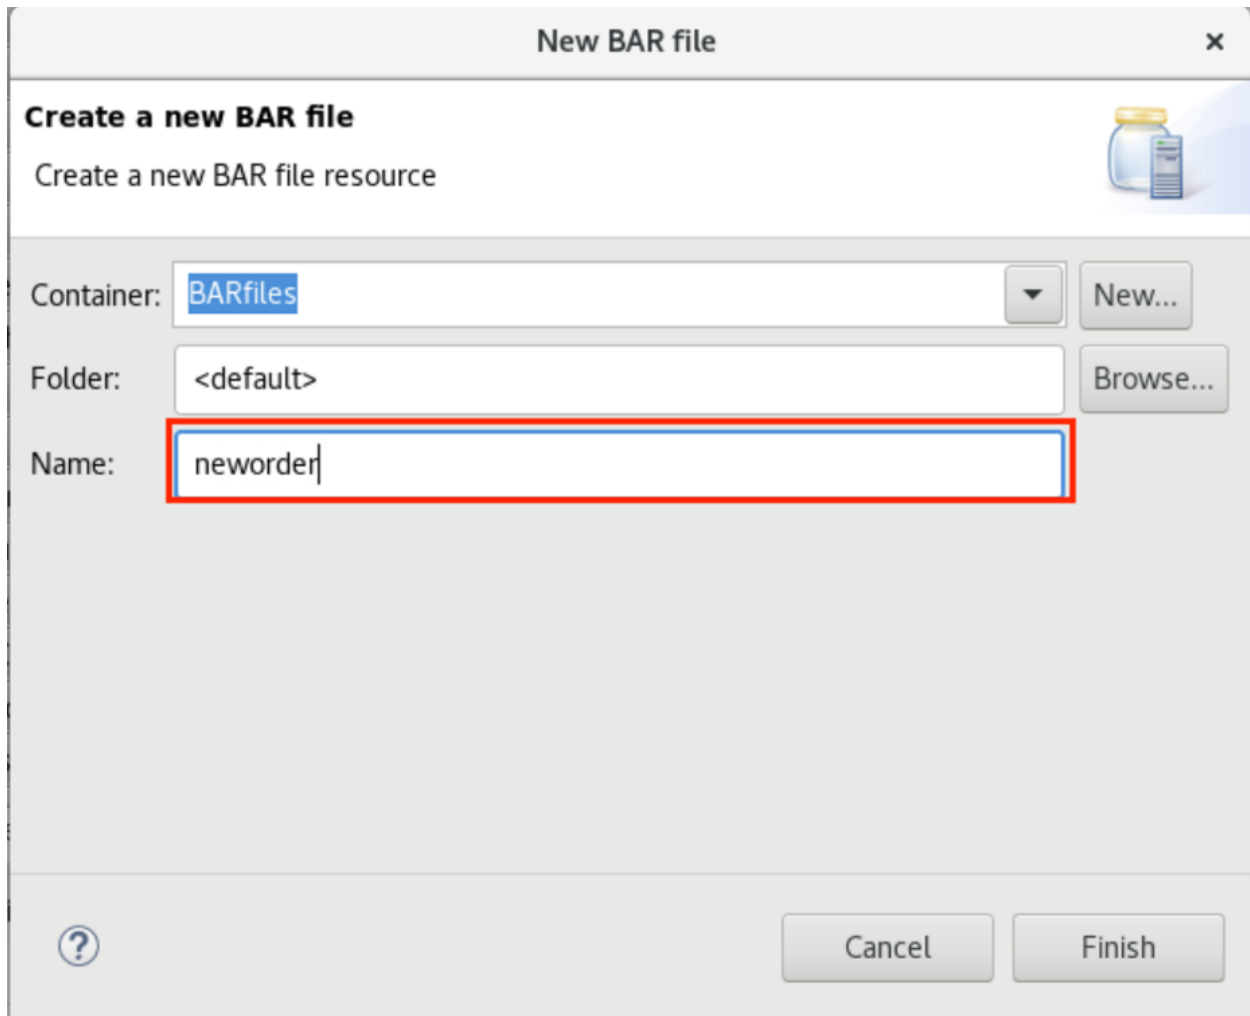 New BAR file ×
Create a new BAR file
Create a new BAR file resource
Container: BARfiles New...
Folder: <default> Browse...
Name: neworder
? Cancel Finish